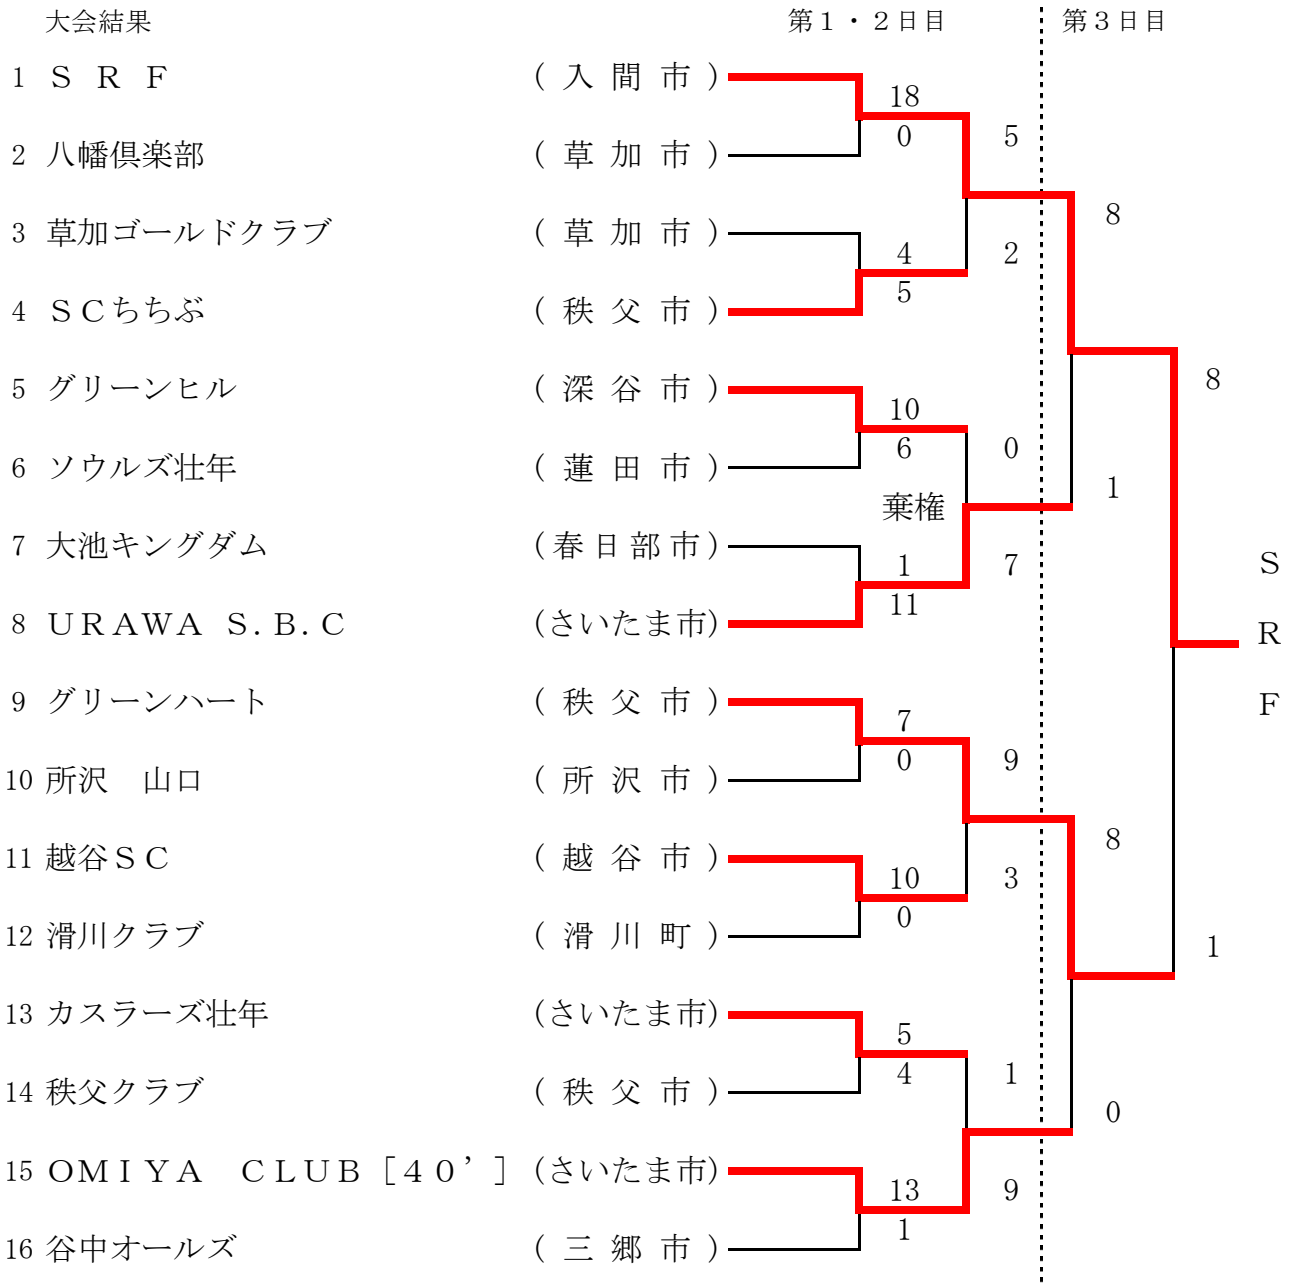 大会結果 第１・２日目 第３日目
1 ＳＲＦ (入間市)
18
0 5
2 八幡倶楽部 (草加市)
8
3 草加ゴールドクラブ (草加市)
4 2
5
4 ＳＣちちぶ (秩父市)
8
5 グリーンヒル (深谷市)
10
6 0
6 ソウルズ壮年 (蓮田市)
1
棄権
7 大池キングダム (春日部市)
1 7
11
8 ＵＲＡＷＡ Ｓ.Ｂ.Ｃ (さいたま市)
Ｓ
Ｒ
Ｆ
9 グリーンハート (秩父市)
7
0 9
10 所沢　山口 (所沢市)
8
11 越谷ＳＣ (越谷市)
10 3
0
12 滑川クラブ (滑川町)
1
13 カスラーズ壮年 (さいたま市)
5
4 1
14 秩父クラブ (秩父市)
0
15 ＯＭＩＹＡ　ＣＬＵＢ［４０’］ (さいたま市)
13 9
1
16 谷中オールズ (三郷市)